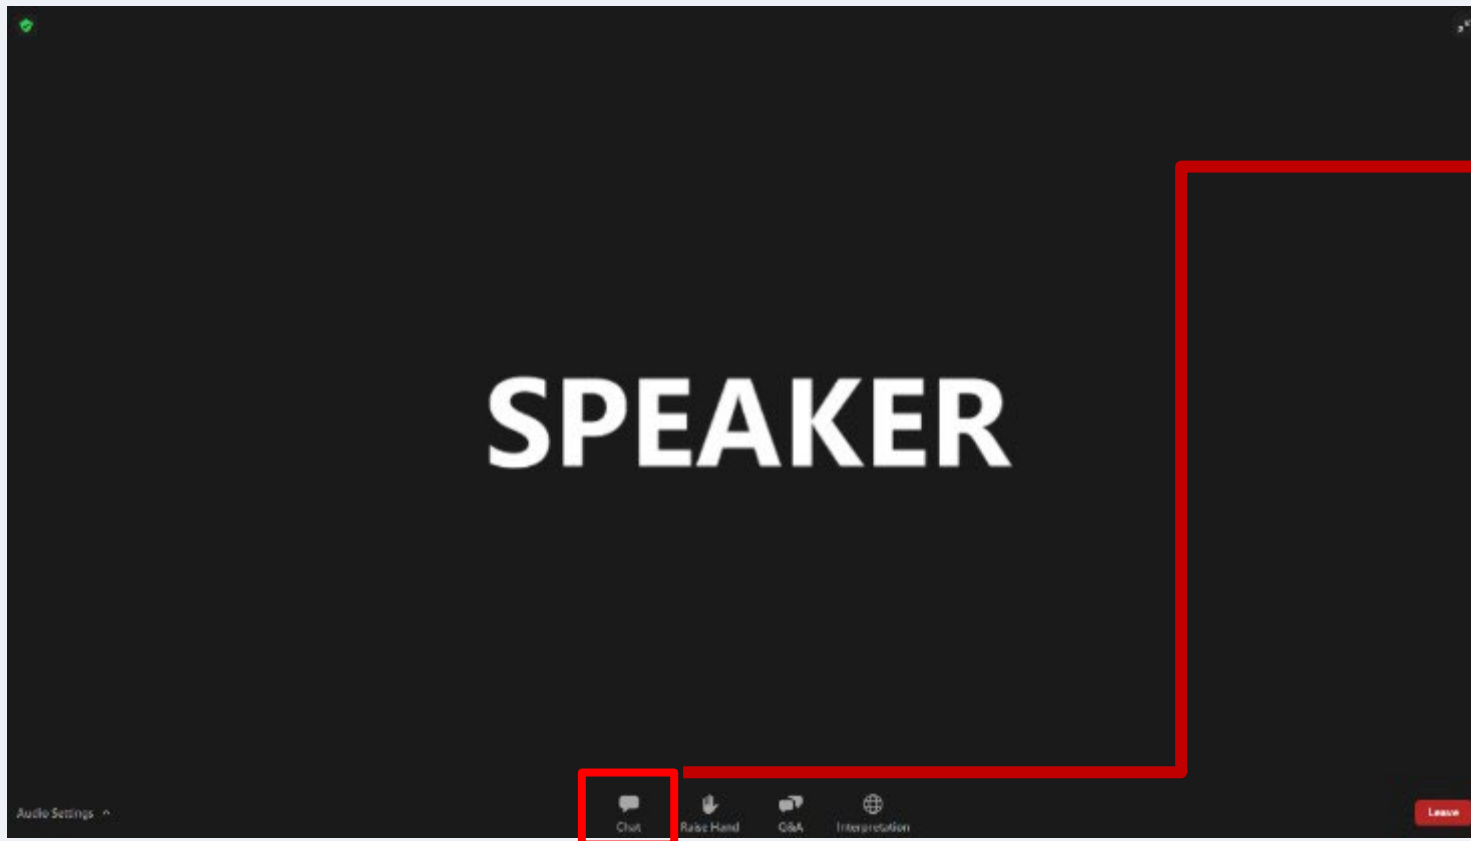 SPEAKER
Audio Settings
Chat
Raise Hand
Q&A
Interpretation
Leave